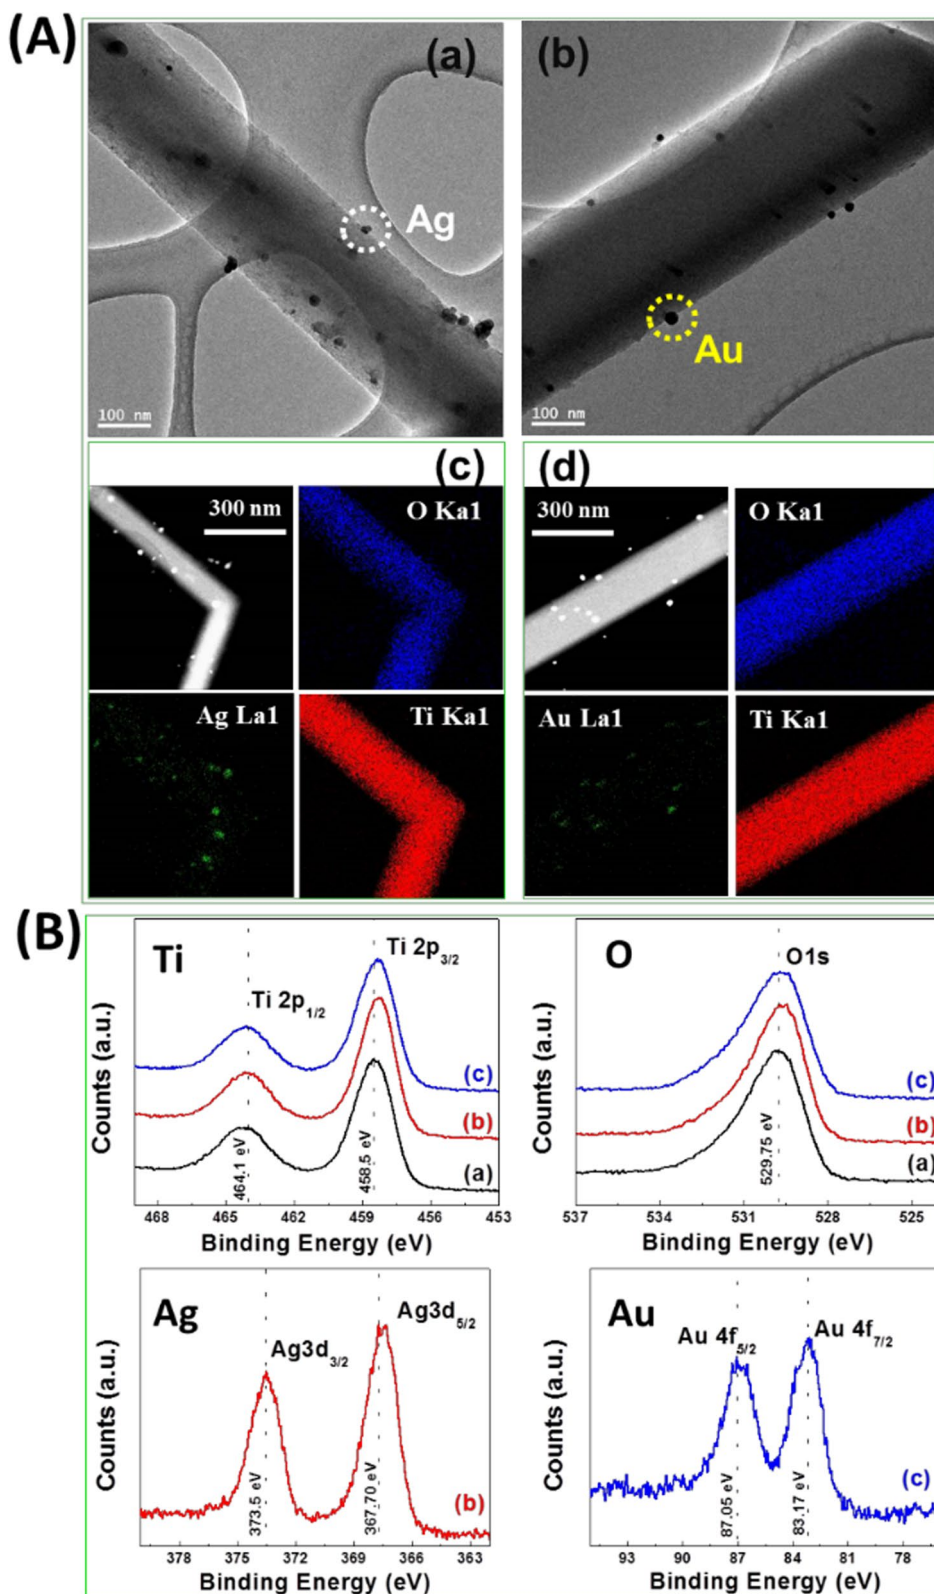 (A)
(a)
Ag
100 nm
(b)
Au
100 nm
(c)
300 nm
O Ka1
Ag La1
Ti Ka1
(d)
300 nm
O Ka1
Au La1
Ti Ka1
(B)
Ti
Ti 2p1/2
Ti 2p3/2
(c)
(b)
(a)
464.1 eV
458.5 eV
Counts (a.u.)
468 465 462 459 456 453
Binding Energy (eV)
O
O1s
(c)
(b)
(a)
529.75 eV
Counts (a.u.)
537 534 531 528 525
Binding Energy (eV)
Ag
Ag3d3/2
Ag3d5/2
(b)
373.5 eV
367.70 eV
Counts (a.u.)
378 375 372 369 366 363
Binding Energy (eV)
Au
Au 4f5/2
Au 4f7/2
(c)
87.05 eV
83.17 eV
Counts (a.u.)
93 90 87 84 81 78
Binding Energy (eV)